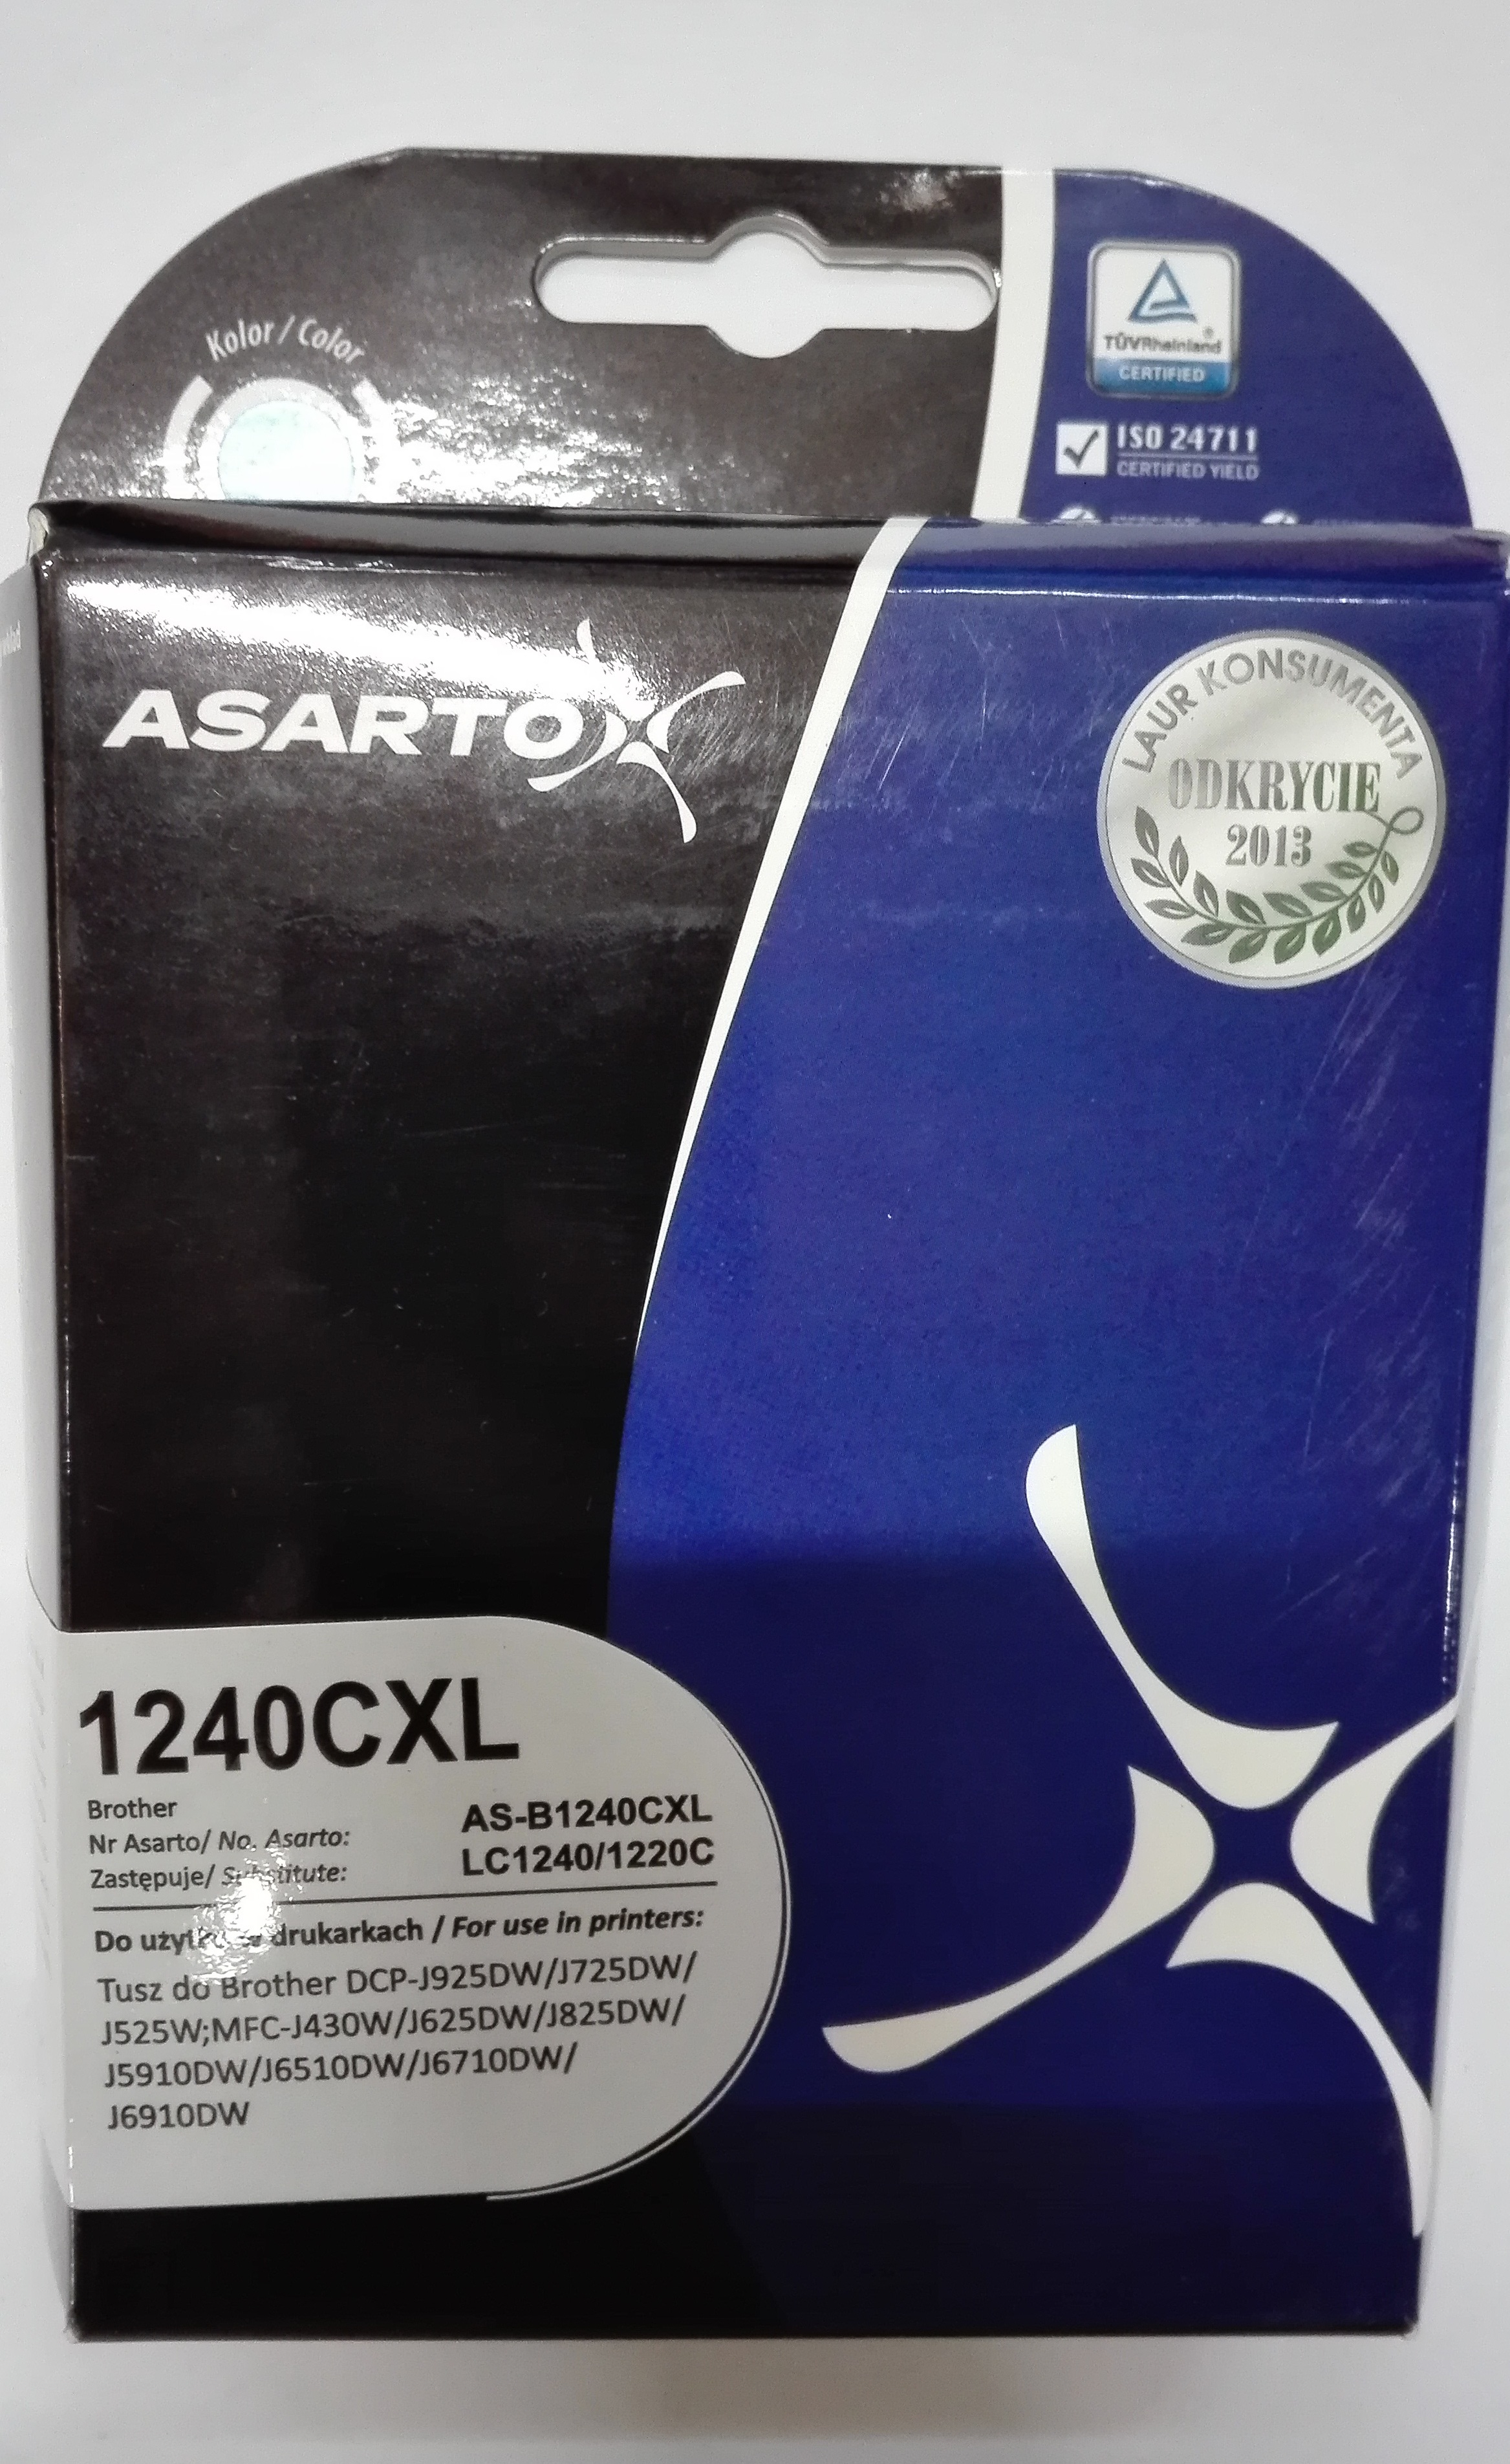 Kolor / Color
TÜVRheinland®
CERTIFIED
ISO 24711
CERTIFIED YIELD
ASARTO
LAUR KONSUMENTA
ODKRYCIE
2013
1240CXL
Brother
Nr Asarto/ No. Asarto: AS-B1240CXL
Zastępuje/ Substitute: LC1240/1220C
Do użytku w drukarkach / For use in printers:
Tusz do Brother DCP-J925DW/J725DW/
J525W;MFC-J430W/J625DW/J825DW/
J5910DW/J6510DW/J6710DW/
J6910DW